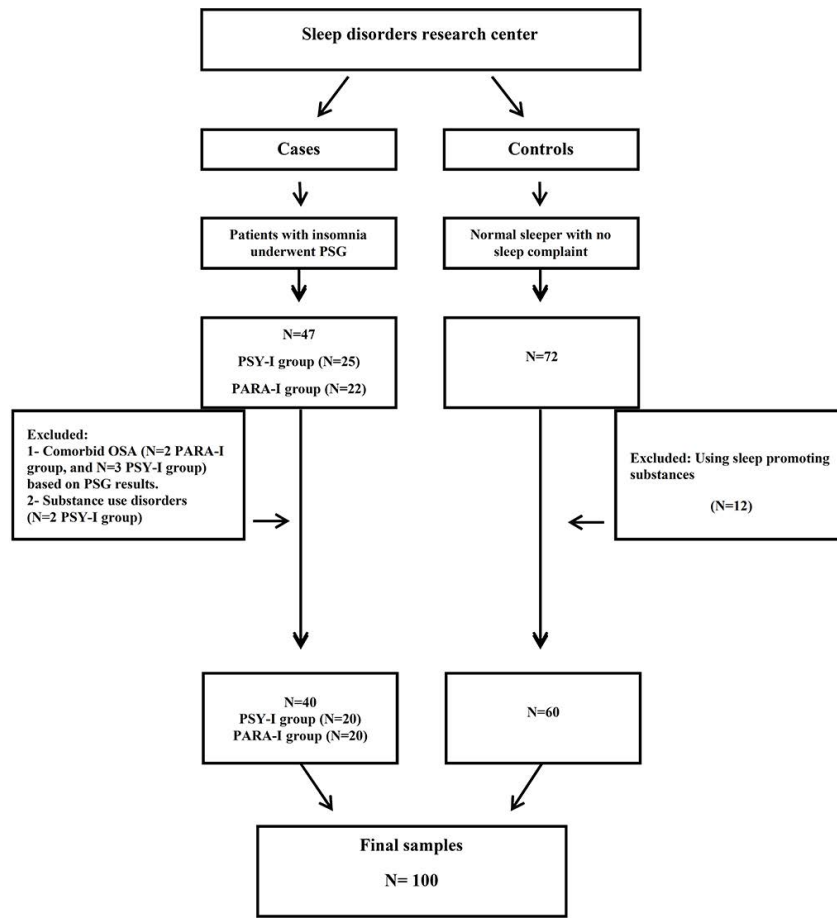 Sleep disorders research center
Cases
Controls
Patients with insomnia
underwent PSG
Normal sleeper with no
sleep complaint
N=47
PSY-I group (N=25)
PARA-I group (N=22)
N=72
Excluded:
1- Comorbid OSA (N=2 PARA-I
group, and N=3 PSY-I group)
based on PSG results.
2- Substance use disorders
(N=2 PSY-I group)
Excluded: Using sleep promoting
substances
(N=12)
N=40
PSY-I group (N=20)
PARA-I group (N=20)
N=60
Final samples
N= 100